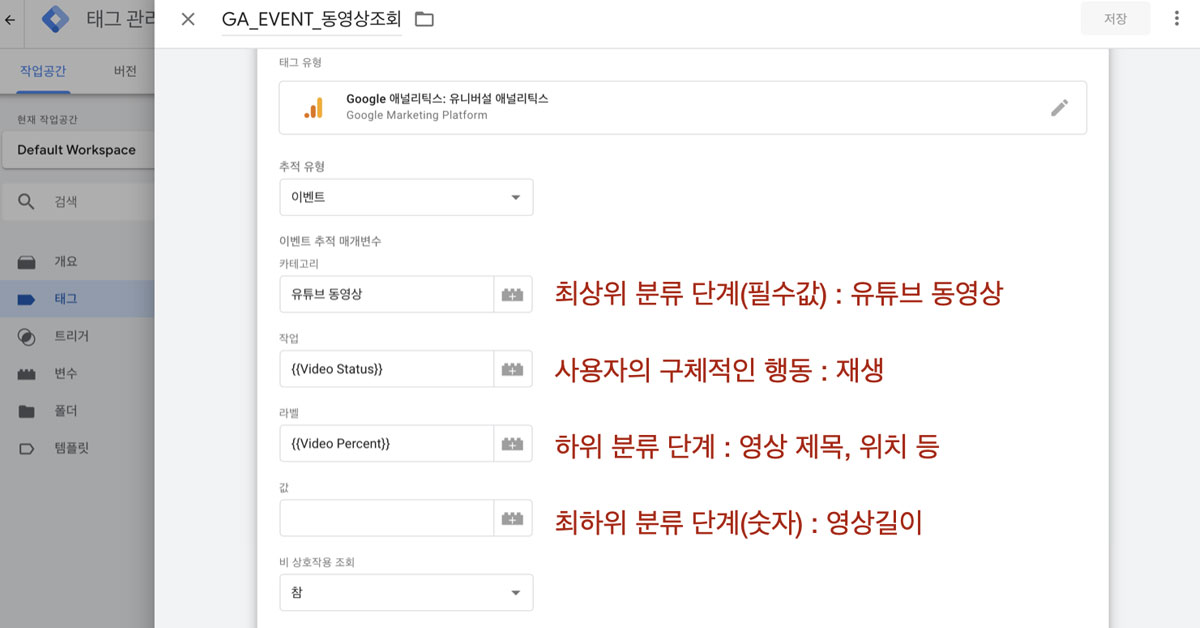 태그 관리
GA_EVENT_동영상조회
저장
작업공간
버전
현재 작업공간
Default Workspace
검색
개요
태그
트리거
변수
폴더
템플릿
태그 유형
Google 애널리틱스: 유니버설 애널리틱스
Google Marketing Platform
추적 유형
이벤트
이벤트 추적 매개변수
카테고리
유튜브 동영상
최상위 분류 단계(필수값) : 유튜브 동영상
작업
{{Video Status}}
사용자의 구체적인 행동 : 재생
라벨
{{Video Percent}}
하위 분류 단계 : 영상 제목, 위치 등
값
최하위 분류 단계(숫자) : 영상길이
비 상호작용 조회
참